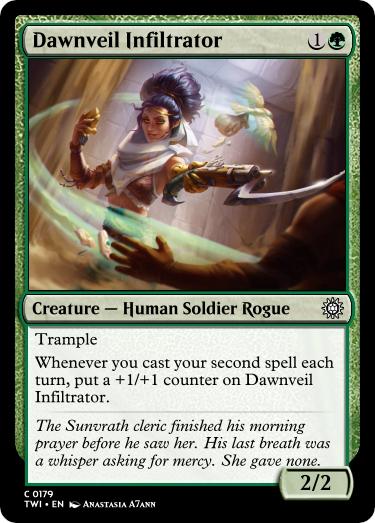 Dawnveil Infiltrator 1
Creature — Human Soldier Rogue
Trample
Whenever you cast your second spell each
turn, put a +1/+1 counter on Dawnveil
Infiltrator.
The Sunvrath cleric finished his morning
prayer before he saw her. His last breath was
a whisper asking for mercy. She gave none.
2/2
C 0179
TWI • EN Anastasia A7ann